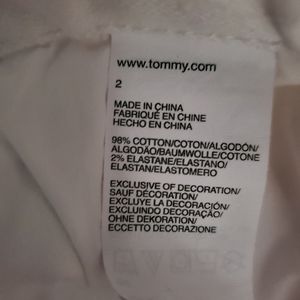 www.tommy.com
2
MADE IN CHINA
FABRIQUÉ EN CHINE
HECHO EN CHINA
98% COTTON/COTON/ALGODÓN/
ALGODÃO/BAUMWOLLE/COTONE
2% ELASTANE/ELASTANO/
ELASTAN/ELASTOMERO
EXCLUSIVE OF DECORATION/
SAUF DÉCORATION/
EXCLUYE LA DECORACIÓN/
EXCLUINDO DECORAÇÃO/
OHNE DEKORATION/
ECCETTO DECORAZIONE